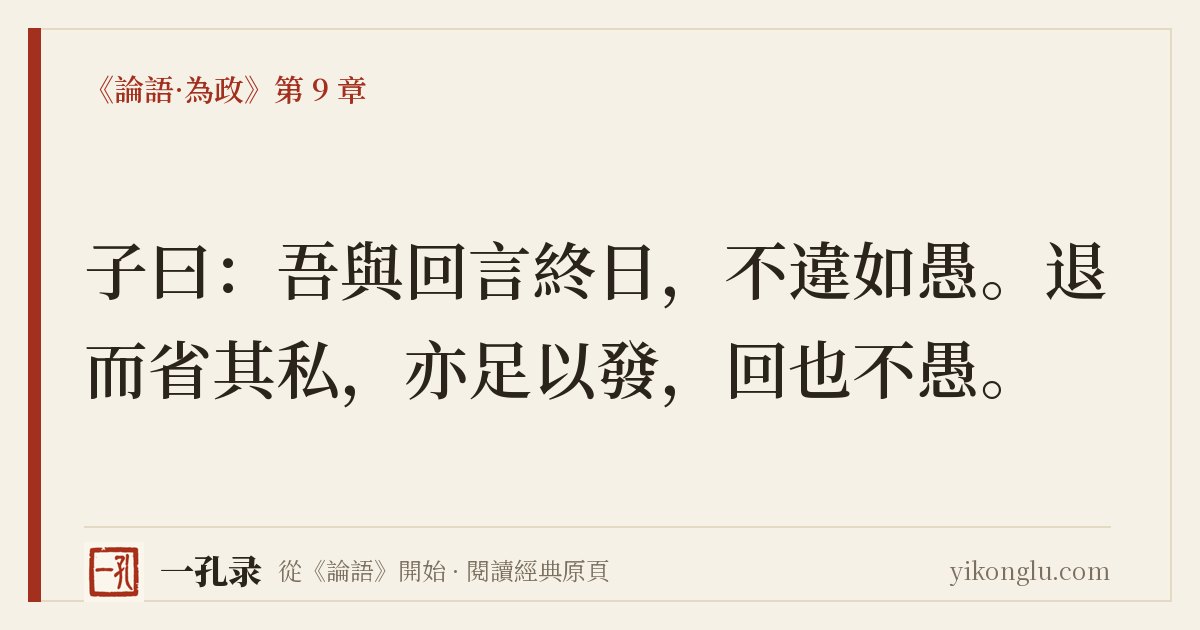 《論語·為政》第 9 章
子曰：吾與回言終日，不違如愚。退
而省其私，亦足以發，回也不愚。
一孔
一孔录 從《論語》開始 · 閱讀經典原頁
yikonglu.com